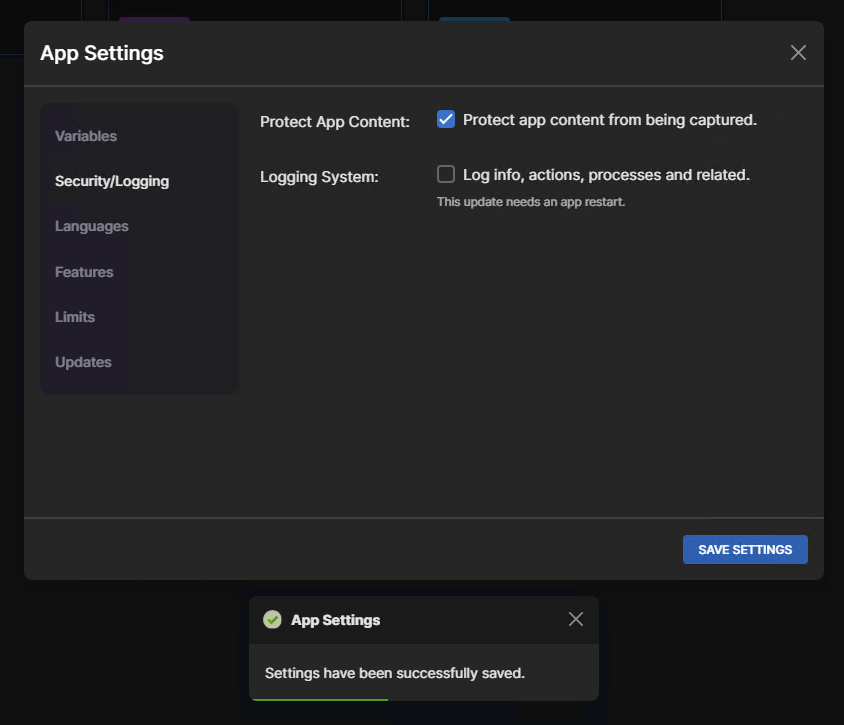 App Settings
Variables
Security/Logging
Languages
Features
Limits
Updates
Protect App Content:
Protect app content from being captured.
Logging System:
Log info, actions, processes and related.
This update needs an app restart.
SAVE SETTINGS
App Settings
Settings have been successfully saved.